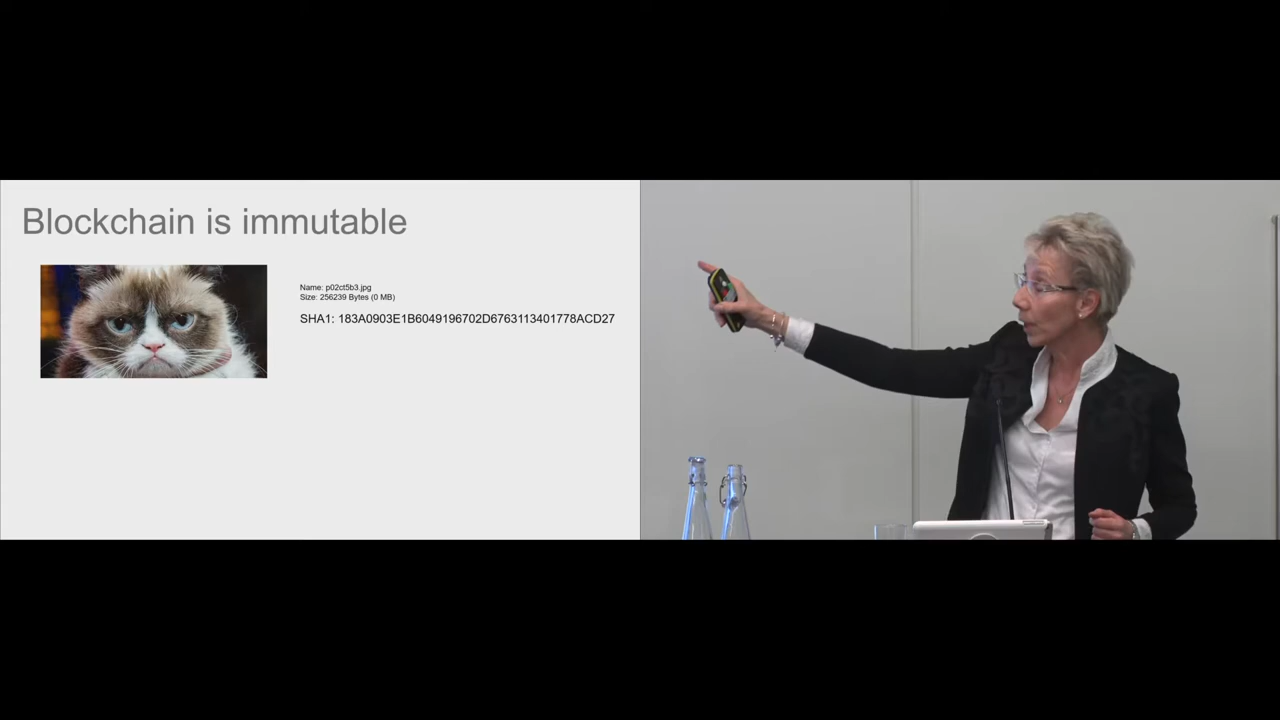 Blockchain is immutable
Name: p02ct5b3.jpg
Size: 256239 Bytes (0 MB)
SHA1: 183A0903E1B6049196702D6763113401778ACD27